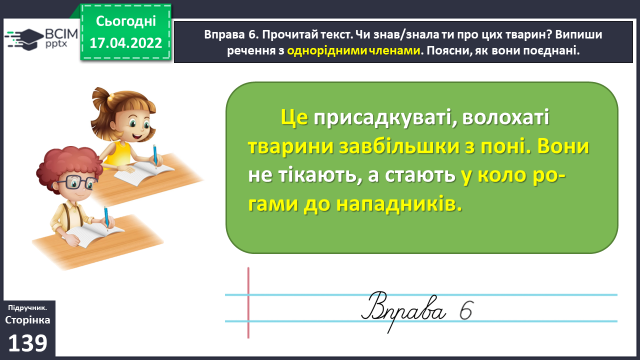 ВСІМ
pptx
Сьогодні
17.04.2022
Вправа 6. Прочитай текст. Чи знав/знала ти про цих тварин? Випиши
речення з однорідними членами. Поясни, як вони поєднані.
Це присадкуваті, волохаті
тварини завбільшки з поні. Вони
не тікають, а стають у коло ро-
гами до нападників.
Вправа 6
Підручник.
Сторінка
139